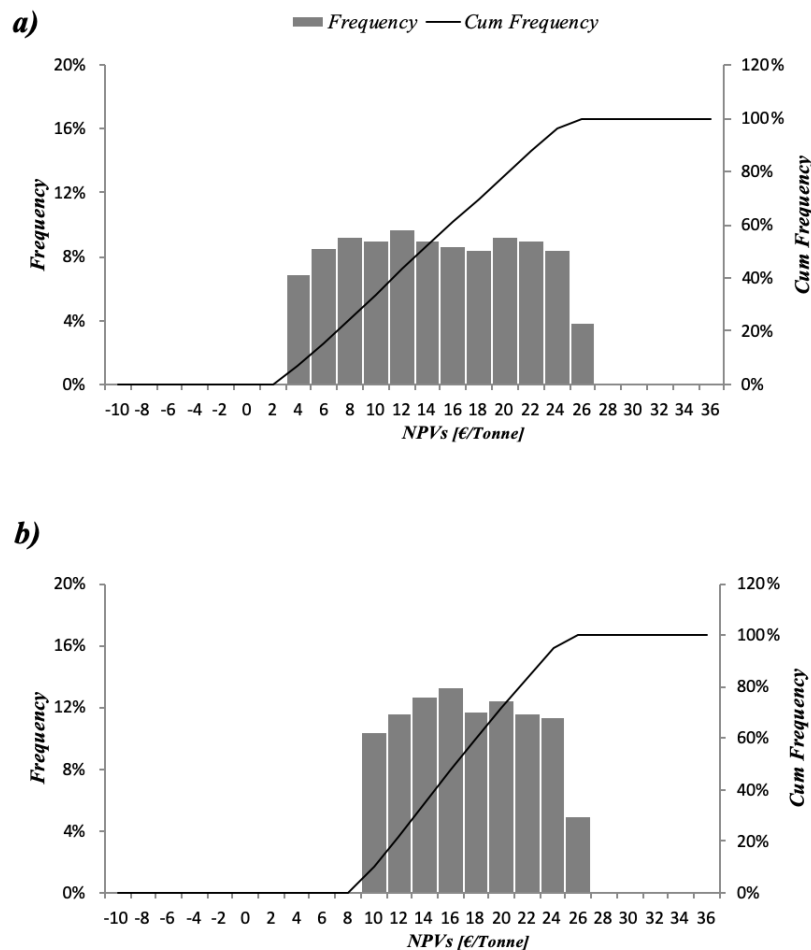 a)
Frequency Cum Frequency
20% 120%
16% 100%
12% 80%
8% 60%
4% 40%
0% 20%
0%
Frequency
Cum Frequency
-10 -8 -6 -4 -2 0 2 4 6 8 10 12 14 16 18 20 22 24 26 28 30 32 34 36
NPVs [€/Tonne]
b)
20% 120%
16% 100%
12% 80%
8% 60%
4% 40%
0% 20%
0%
Frequency
Cum Frequency
-10 -8 -6 -4 -2 0 2 4 6 8 10 12 14 16 18 20 22 24 26 28 30 32 34 36
NPVs [€/Tonne]